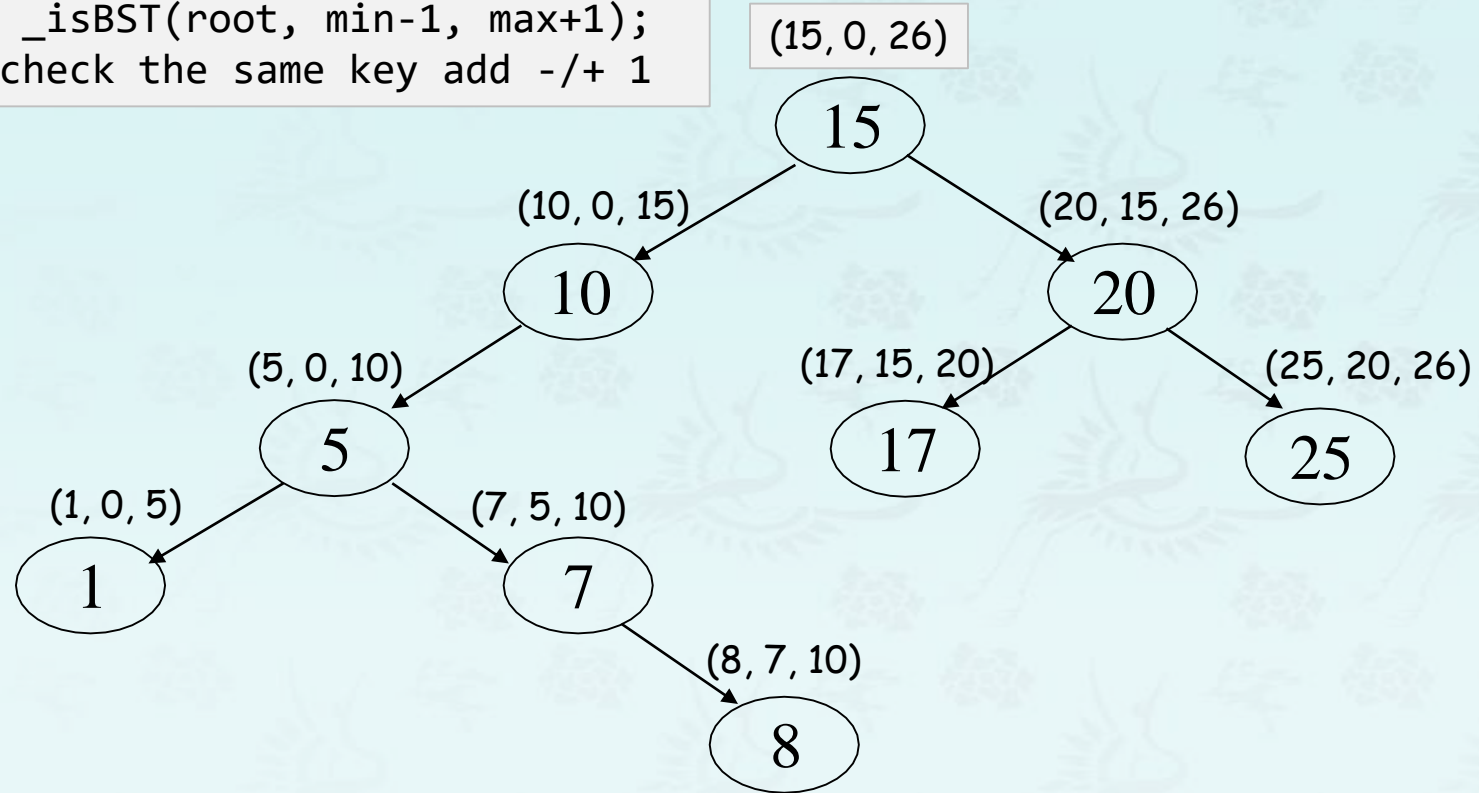 _isBST(root, min-1, max+1);
check the same key add -/+ 1
(15, 0, 26)
15
(10, 0, 15)
(20, 15, 26)
10
20
(5, 0, 10)
(17, 15, 20)
(25, 20, 26)
5
17
25
(1, 0, 5)
(7, 5, 10)
1
7
(8, 7, 10)
8